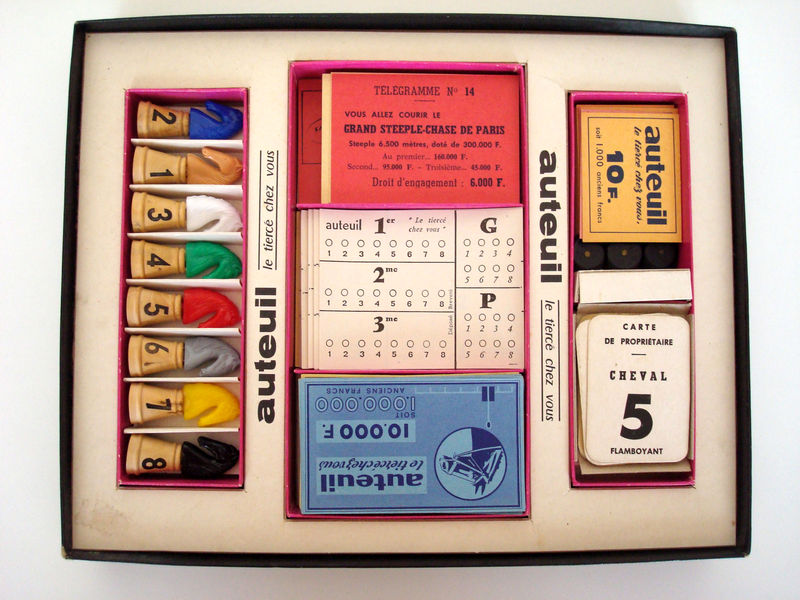 2
1
3
4
5
6
7
8
auteuil le tiercé chez vous
TÉLÉGRAMME No 14
VOUS ALLEZ COURIR LE
GRAND STEEPLE-CHASE DE PARIS
Steeple 6.500 mètres, doté de 300.000 F.
Au premier... 160.000 F.
Second... 95.000 F. - Troisième... 45.000 F.
Droit d'engagement : 6,000 F.
auteuil 1er "Le tiercé
chez vous"
1 2 3 4 5 6 7 8
2me
1 2 3 4 5 6 7 8
3me
1 2 3 4 5 6 7 8
Déposé Breveté
G
1 2 3 4
5 6 7 8
P
1 2 3 4
5 6 7 8
auteuil
le tiercé chez vous
10.000 F.
SOIT
1.000.000
ANCIENS FRANCS
auteuil le tiercé chez vous
auteuil
le tiercé chez vous
10 F.
soit 1.000 anciens francs
CARTE
DE PROPRIÉTAIRE
CHEVAL
5
FLAMBOYANT